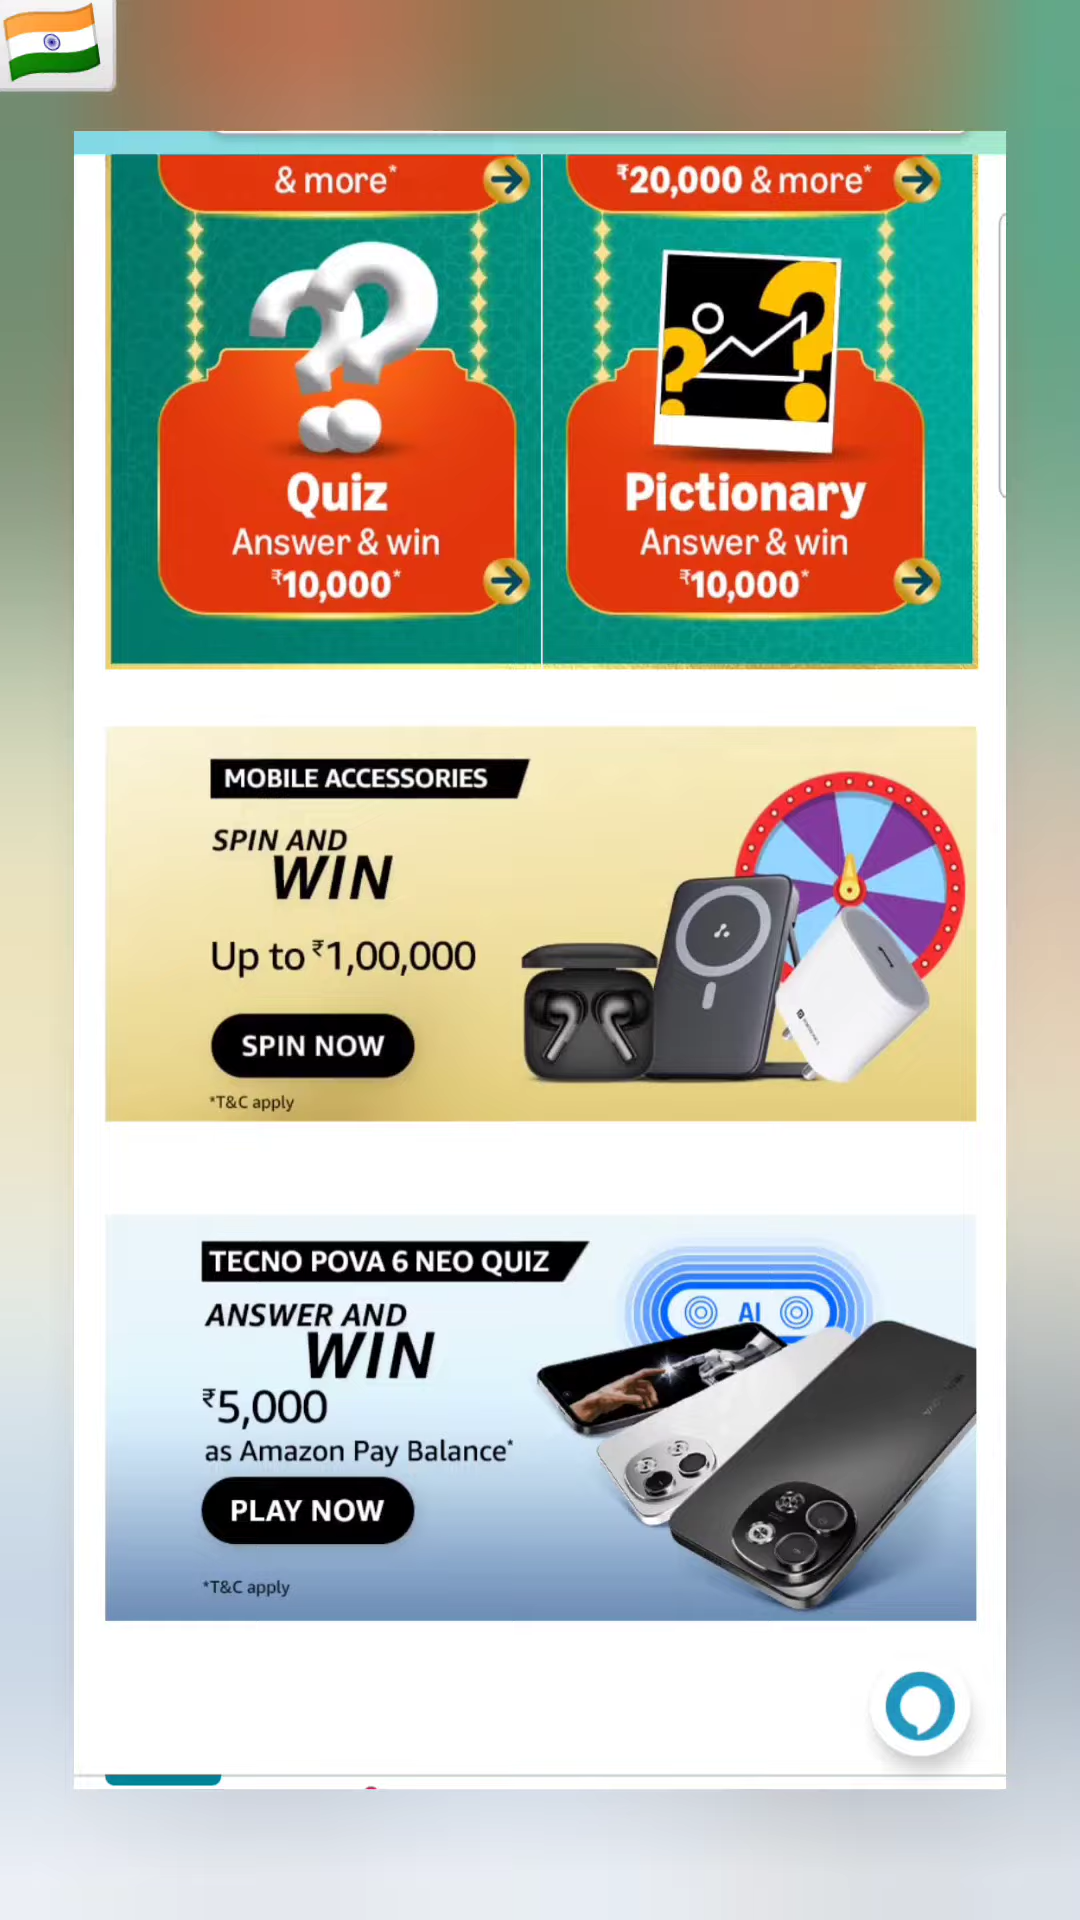 & more*
₹20,000 & more*
Quiz
Answer & win
₹10,000*
Pictionary
Answer & win
₹10,000*
MOBILE ACCESSORIES
SPIN AND
WIN
Up to ₹1,00,000
SPIN NOW
*T&C apply
TECNO POVA 6 NEO QUIZ
AI
ANSWER AND
WIN
₹5,000
as Amazon Pay Balance*
PLAY NOW
*T&C apply